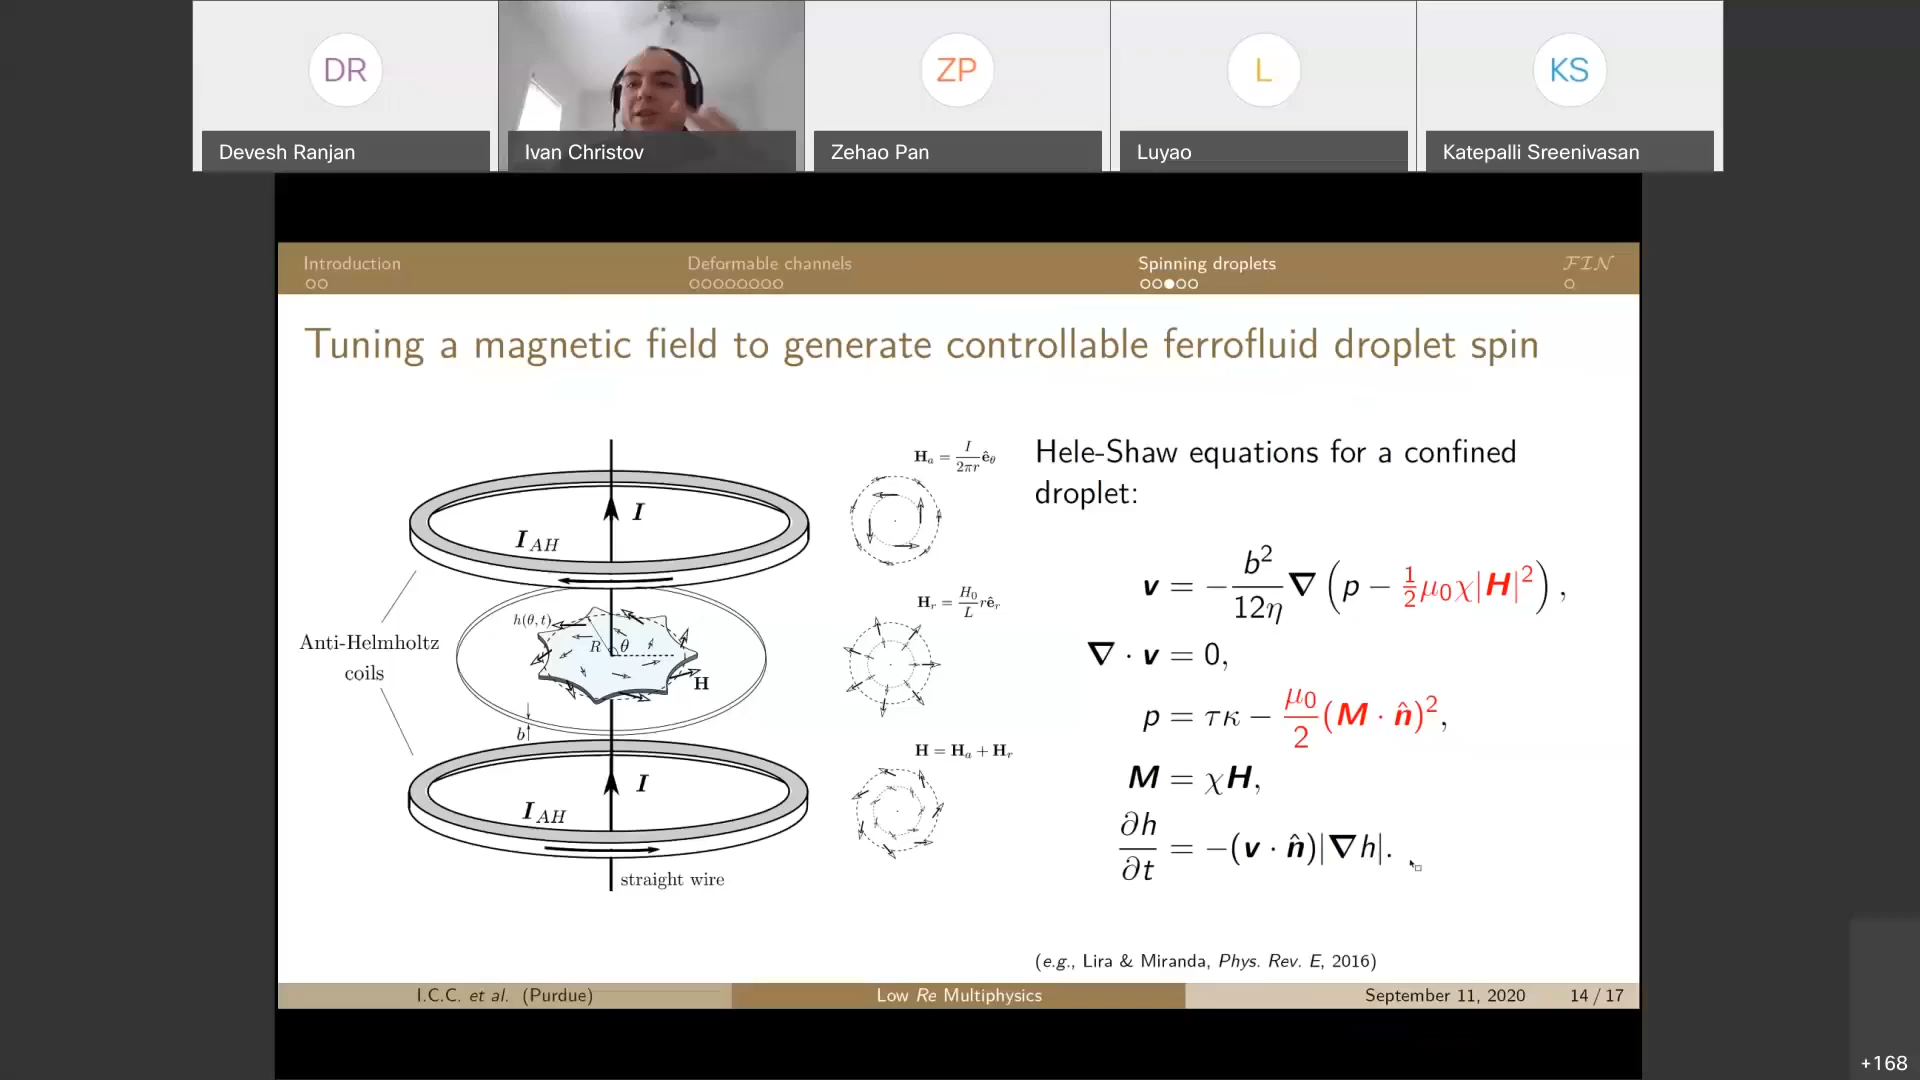 DR
ZP
L
KS
Devesh Ranjan
Ivan Christov
Zehao Pan
Luyao
Katepalli Sreenivasan
Introduction
Deformable channels
Spinning droplets
FIN
Tuning a magnetic field to generate controllable ferrofluid droplet spin
I
I_AH
Anti-Helmholtz
coils
h(θ, t)
R θ
H
b
I
I_AH
straight wire
H_a = I/2πr ê_θ
H_r = H_0/L r ê_r
H = H_a + H_r
Hele-Shaw equations for a confined
droplet:
v = −b²/12η ∇ (p − ½μ₀χ|H|²),
∇ · v = 0,
p = τκ − μ₀/2 (M · n̂)²,
M = χH,
∂h/∂t = −(v · n̂)|∇h|.
(e.g., Lira & Miranda, Phys. Rev. E, 2016)
I.C.C. et al. (Purdue)
Low Re Multiphysics
September 11, 2020
14 / 17
+168